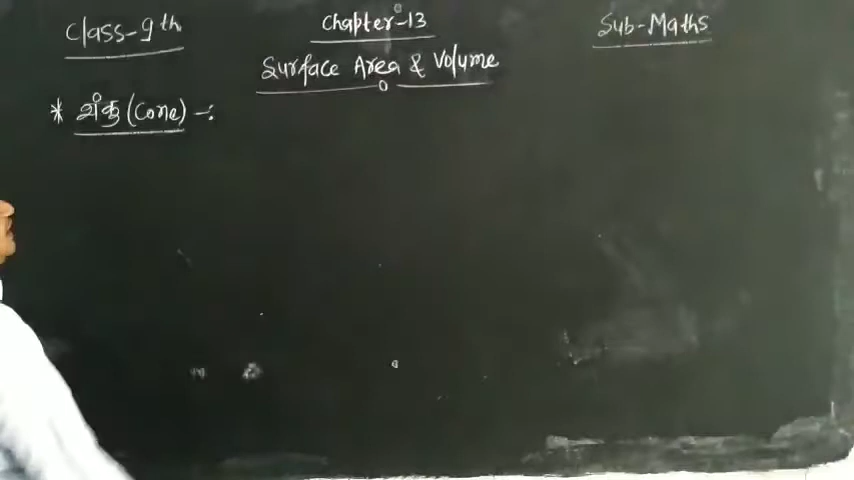 Class-9th
Chapter-13
Sub-Maths
Surface Area & Volume
* शंकु (Cone) -: